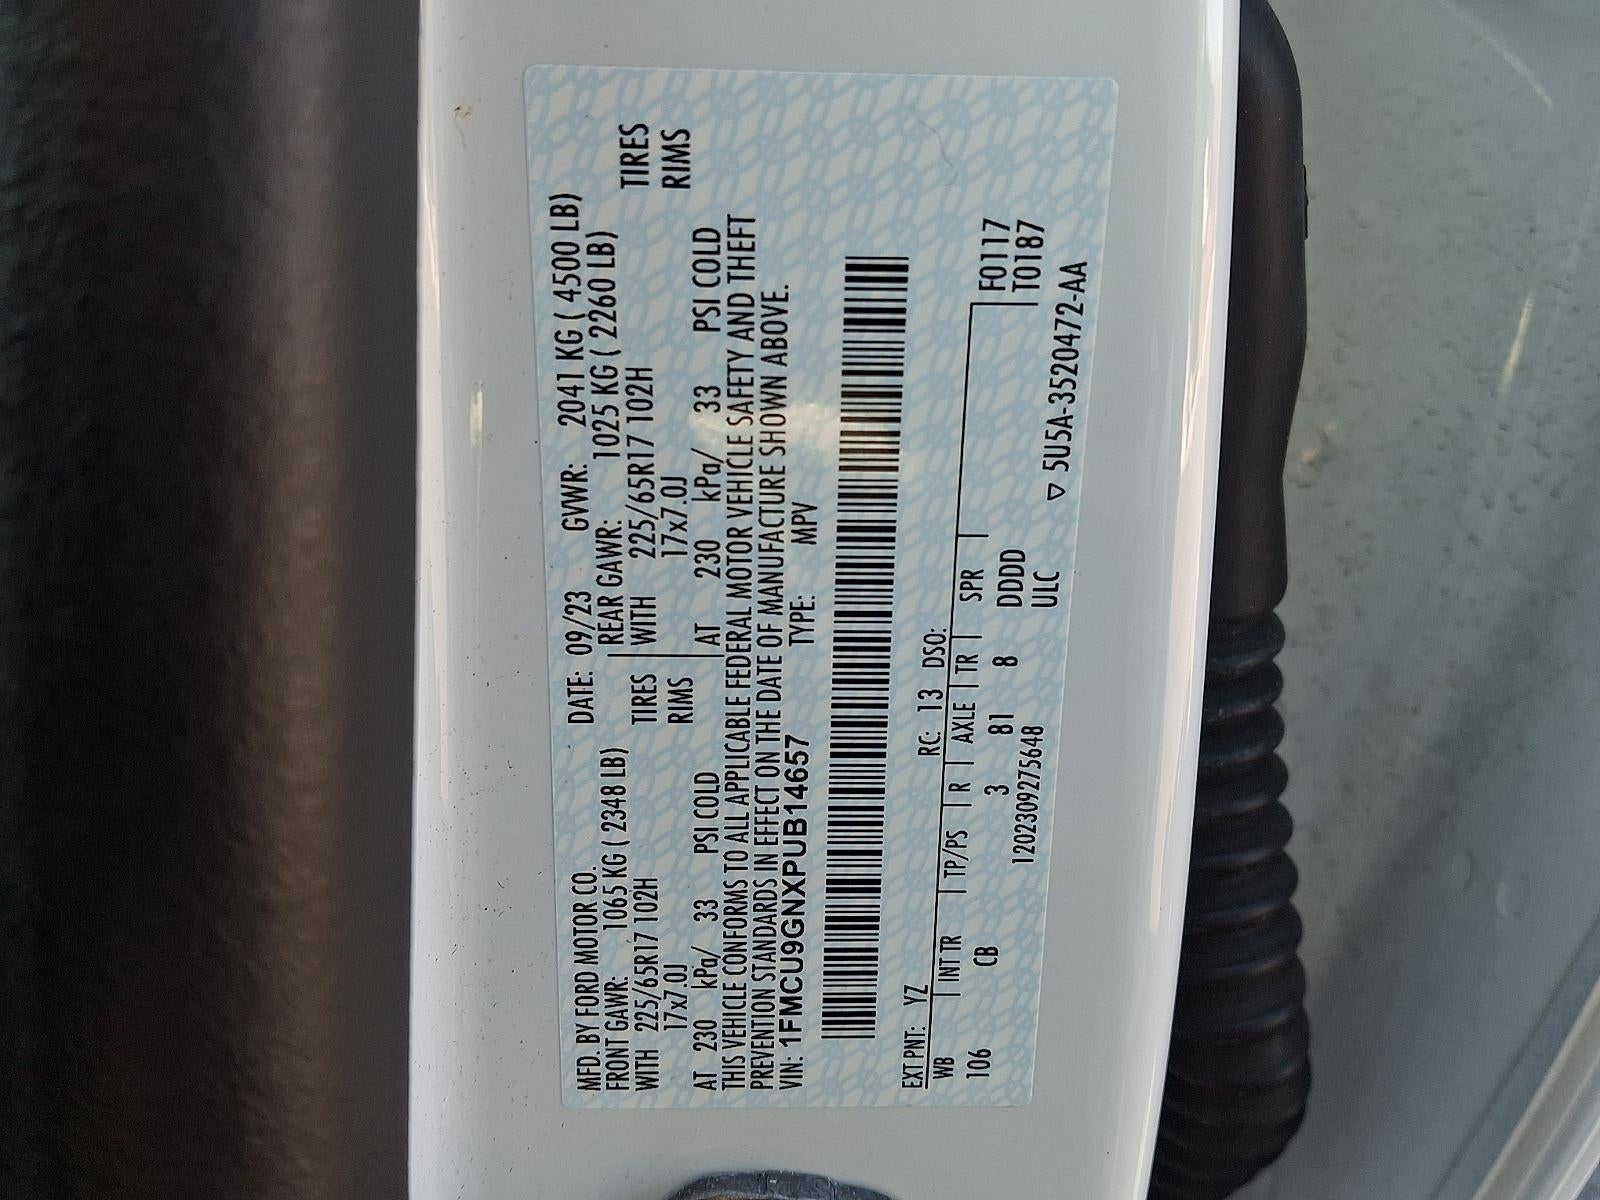 MFD. BY FORD MOTOR CO. DATE: 09/23 GVWR: 2041 KG ( 4500 LB)
FRONT GAWR: 1065 KG ( 2348 LB) REAR GAWR: 1025 KG ( 2260 LB)
WITH 225/65R17 102H TIRES WITH 225/65R17 102H TIRES
17x7.0J RIMS 17x7.0J RIMS
AT 230 kPa/ 33 PSI COLD AT 230 kPa/ 33 PSI COLD
THIS VEHICLE CONFORMS TO ALL APPLICABLE FEDERAL MOTOR VEHICLE SAFETY AND THEFT
PREVENTION STANDARDS IN EFFECT ON THE DATE OF MANUFACTURE SHOWN ABOVE.
VIN: 1FMCU9GNXPUB14657 TYPE: MPV
EXT PNT: YZ RC: 13 DSO:
WB INT TR TP/PS R AXLE TR SPR F0117
106 CB 3 81 8 DDDD T0187
12023092756​48 ULC
▽ 5U5A-3520472-AA